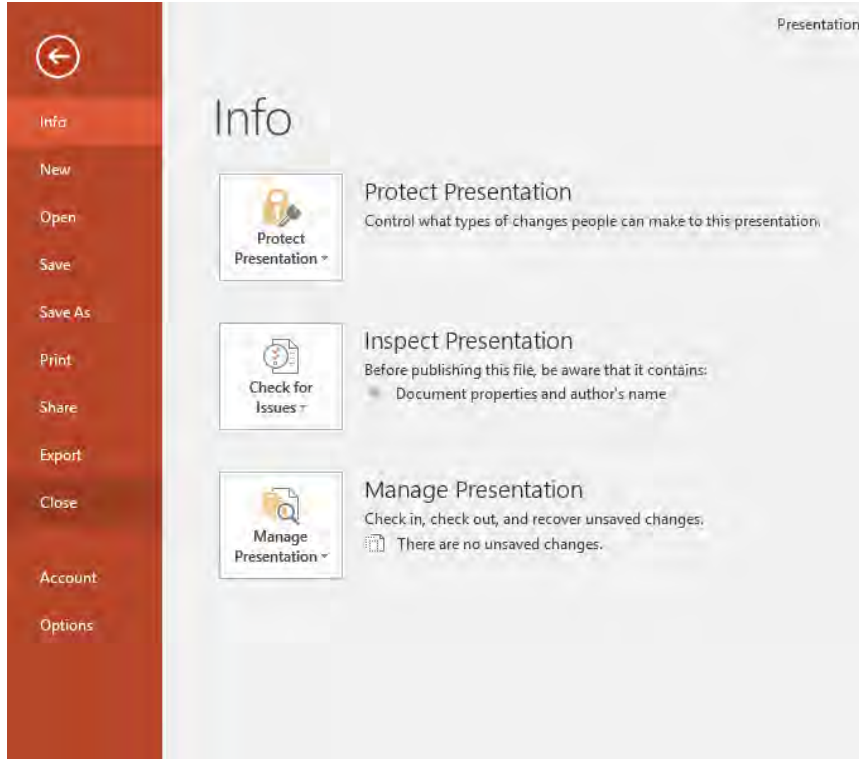 Presentation
Info
New
Open
Save
Save As
Print
Share
Export
Close
Account
Options
Info
Protect
Presentation
Protect Presentation
Control what types of changes people can make to this presentation.
Check for
Issues
Inspect Presentation
Before publishing this file, be aware that it contains:
Document properties and author's name
Manage
Presentation
Manage Presentation
Check in, check out, and recover unsaved changes.
There are no unsaved changes.